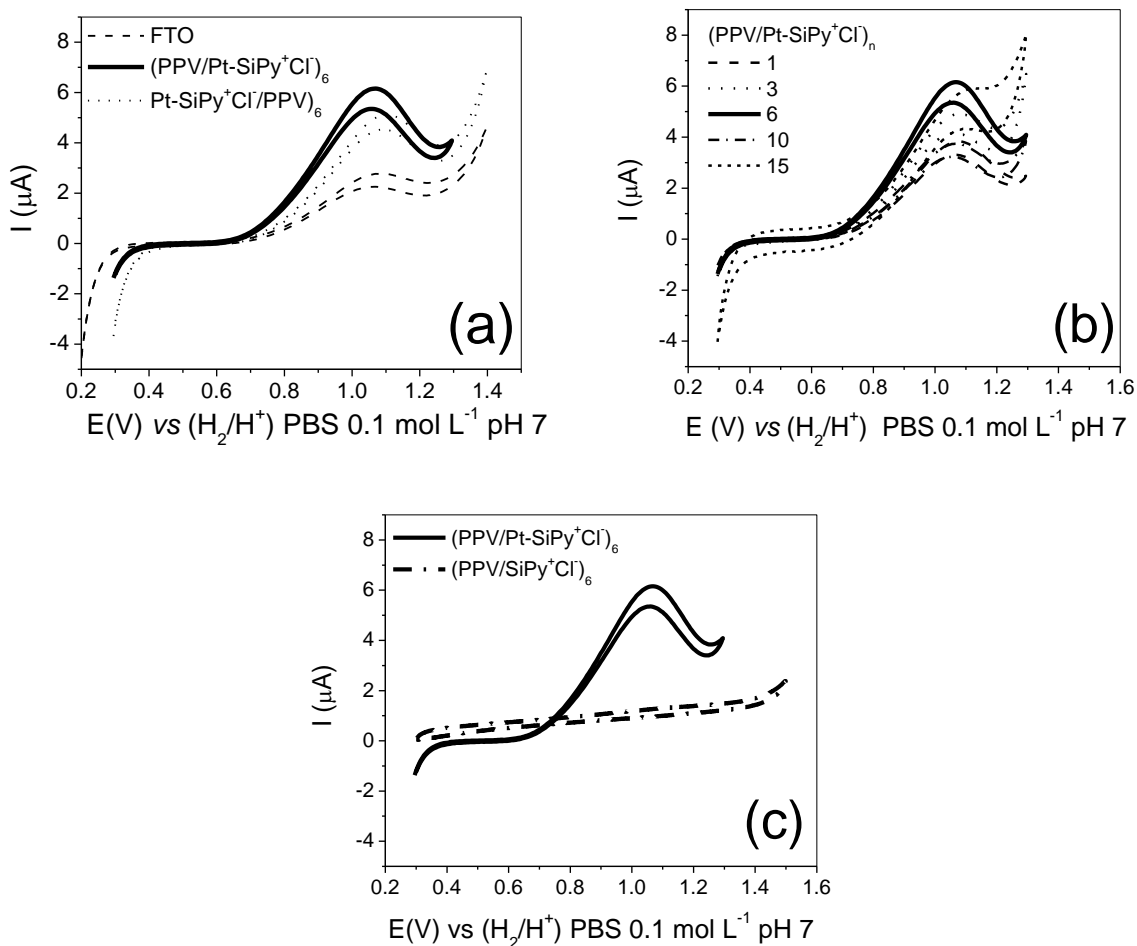 (a)
FTO
(PPV/Pt-SiPy⁺Cl⁻)₆
Pt-SiPy⁺Cl⁻/PPV)₆
I (μA)
8
6
4
2
0
-2
-4
0.2 0.4 0.6 0.8 1.0 1.2 1.4
E(V) vs (H₂/H⁺) PBS 0.1 mol L⁻¹ pH 7
(b)
(PPV/Pt-SiPy⁺Cl⁻)ₙ
1
3
6
10
15
I (μA)
8
6
4
2
0
-2
-4
0.2 0.4 0.6 0.8 1.0 1.2 1.4 1.6
E (V) vs (H₂/H⁺) PBS 0.1 mol L⁻¹ pH 7
(c)
(PPV/Pt-SiPy⁺Cl⁻)₆
(PPV/SiPy⁺Cl⁻)₆
I (μA)
8
6
4
2
0
-2
-4
0.2 0.4 0.6 0.8 1.0 1.2 1.4 1.6
E(V) vs (H₂/H⁺) PBS 0.1 mol L⁻¹ pH 7